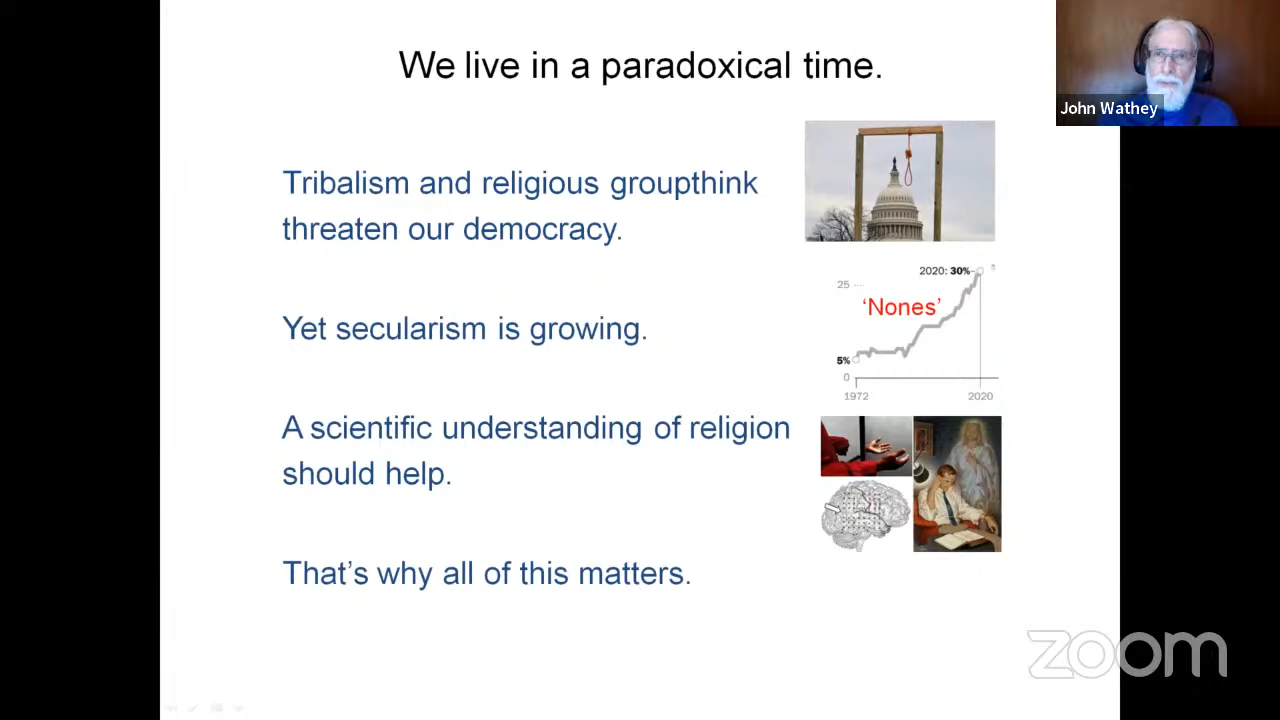 We live in a paradoxical time.
John Wathey
Tribalism and religious groupthink
threaten our democracy.
2020: 30%
25
'Nones'
5%
0
1972
2020
Yet secularism is growing.
A scientific understanding of religion
should help.
That's why all of this matters.
zoom